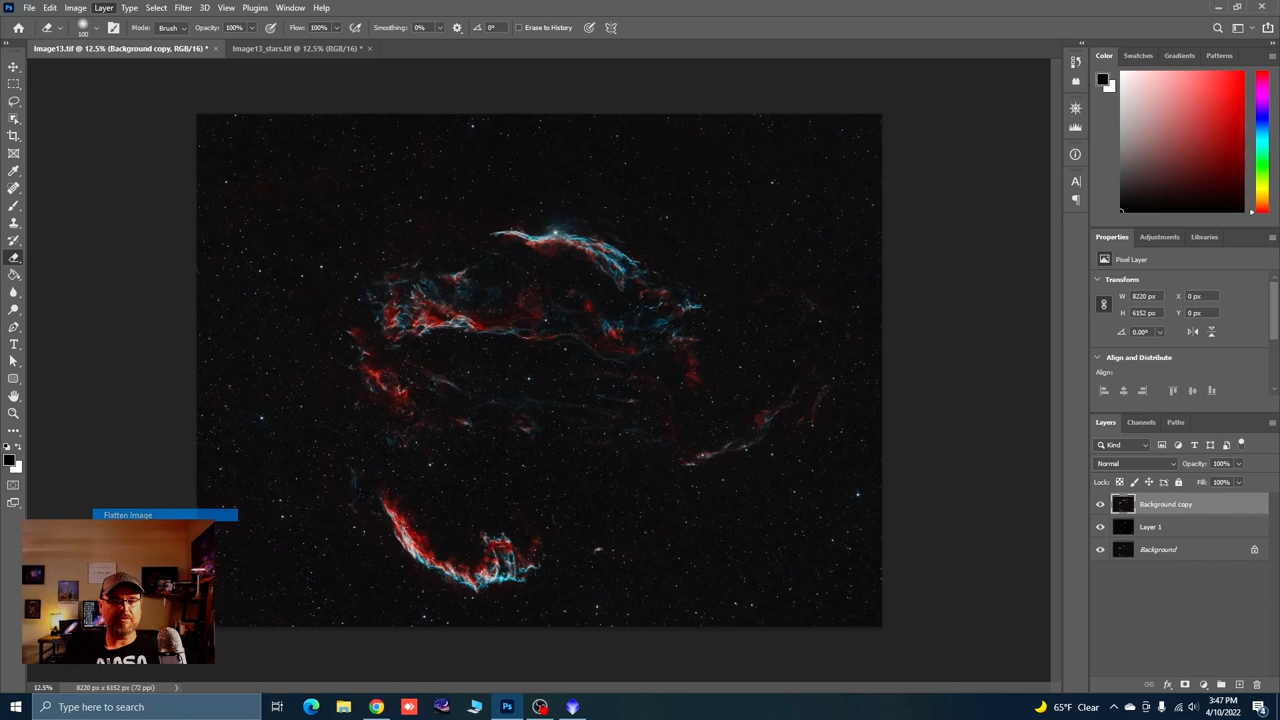 File Edit Image Layer Type Select Filter 3D View Plugins Window Help
100 Mode: Brush Opacity: 100% Flow: 100% Smoothing: 0% 0° Erase to History
Image13.tif @ 12.5% (Background copy, RGB/16) * × Image13_stars.tif @ 12.5% (RGB/16) * ×
Color Swatches Gradients Patterns
Properties Adjustments Libraries
Pixel Layer
Transform
W 8220 px X 0 px
H 6152 px Y 0 px
0.00°
Align and Distribute
Align:
Layers Channels Paths
Kind
Normal Opacity: 100%
Lock: Fill: 100%
Background copy
Layer 1
Background
Flatten Image
NASA
12.5% 8220 px x 6152 px (72 ppi)
Type here to search
Ps
65°F Clear
3:47 PM
4/10/2022
4